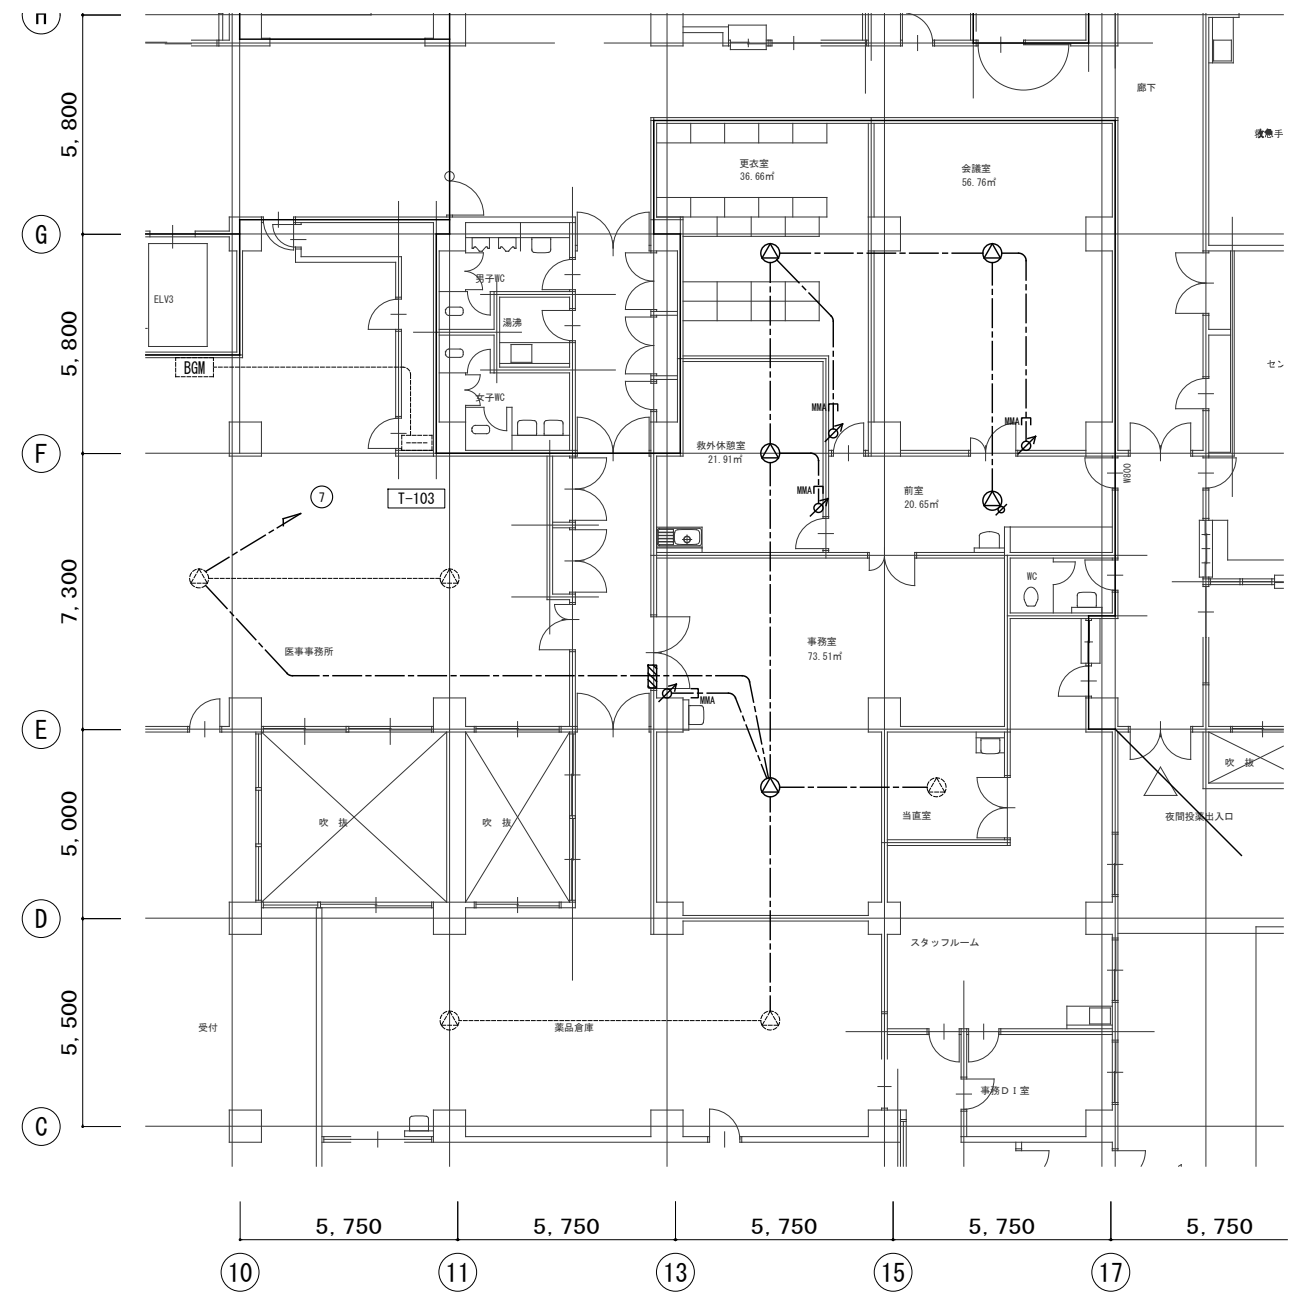 H
5,800
廊下
救急手
更衣室
36.66㎡
会議室
56.76㎡
G
男子WC
ELV3
湯沸
5,800
BGM
セン
女子WC
MMA
MMA
救外休憩室
21.91㎡
F
W800
MMA
前室
20.65㎡
7
T-103
WC
7,300
医事事務所
事務室
73.51㎡
MMA
E
吹 抜
吹 抜
吹 抜
当直室
夜間投薬出入口
5,000
D
スタッフルーム
受付
薬品倉庫
5,500
事務DI室
C
5,750
5,750
5,750
5,750
5,750
10
11
13
15
17